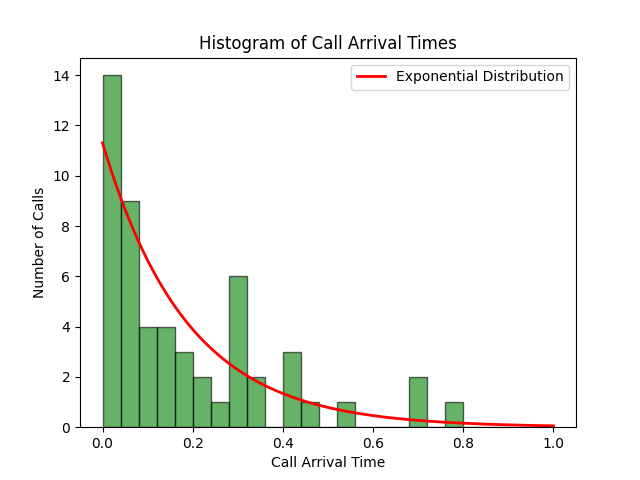 Histogram of Call Arrival Times
Exponential Distribution
Number of Calls
14
12
10
8
6
4
2
0
0.0 0.2 0.4 0.6 0.8 1.0
Call Arrival Time